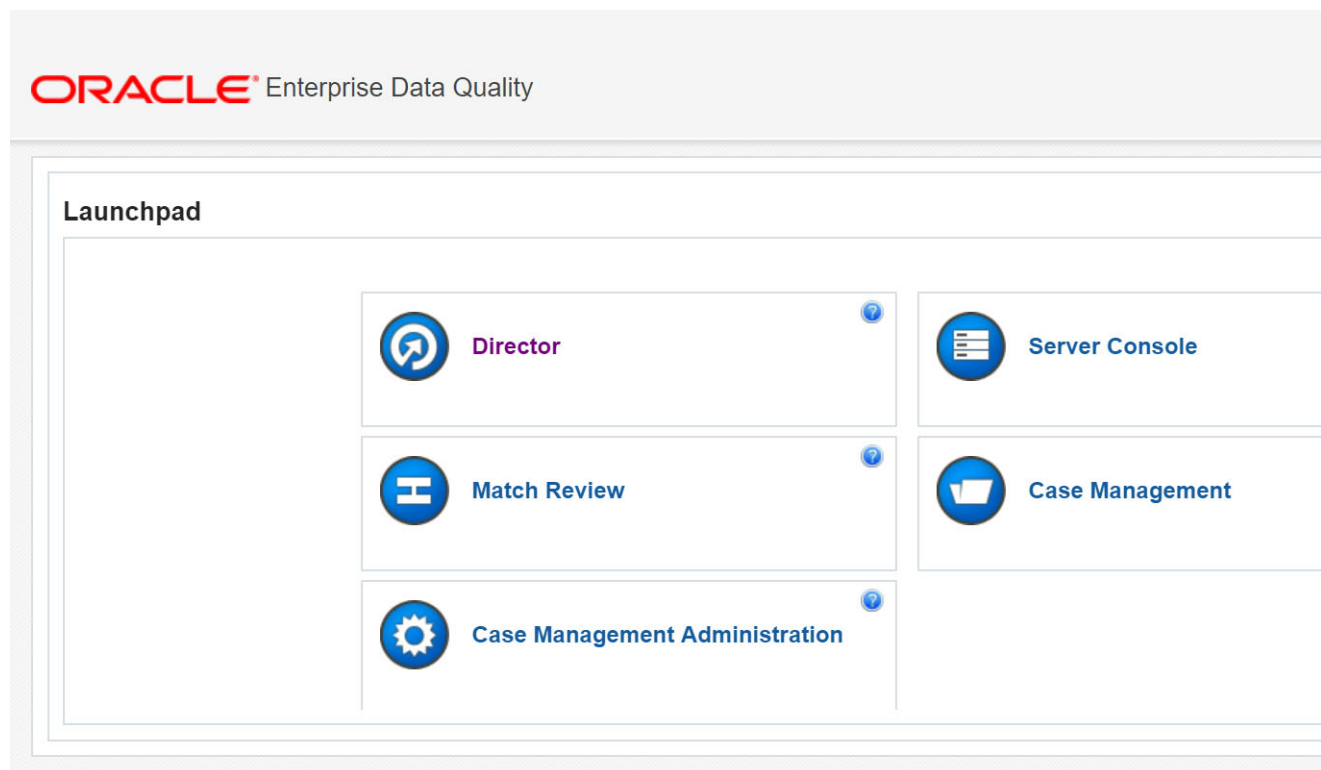 ORACLE® Enterprise Data Quality
Launchpad
Director
Server Console
Match Review
Case Management
Case Management Administration